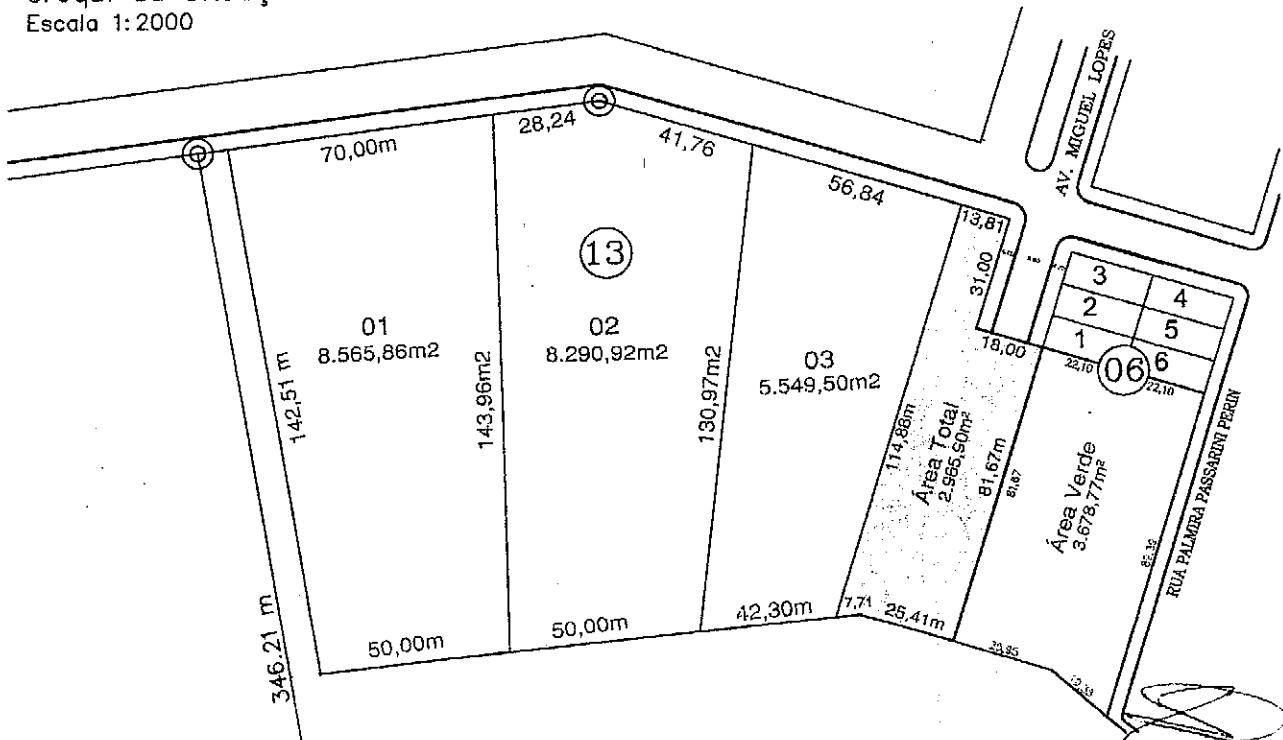 Escala 1:2000
AV. MIGUEL LOPES
28,24
70,00m
41,76
56,84
13,81
31,00
13
3
4
2
5
1
6
18,00
22,10
06
22,10
01
8.565,86m2
02
8.290,92m2
03
5.549,50m2
142,51 m
143,96m2
130,97m2
114,88m
Área Total
2.965,90m²
81,67m
81,67
Área Verde
3.678,77m²
RUA PALMIRA PASSARINI PERIN
346.21 m
50,00m
50,00m
42,30m
7,71
25,41m